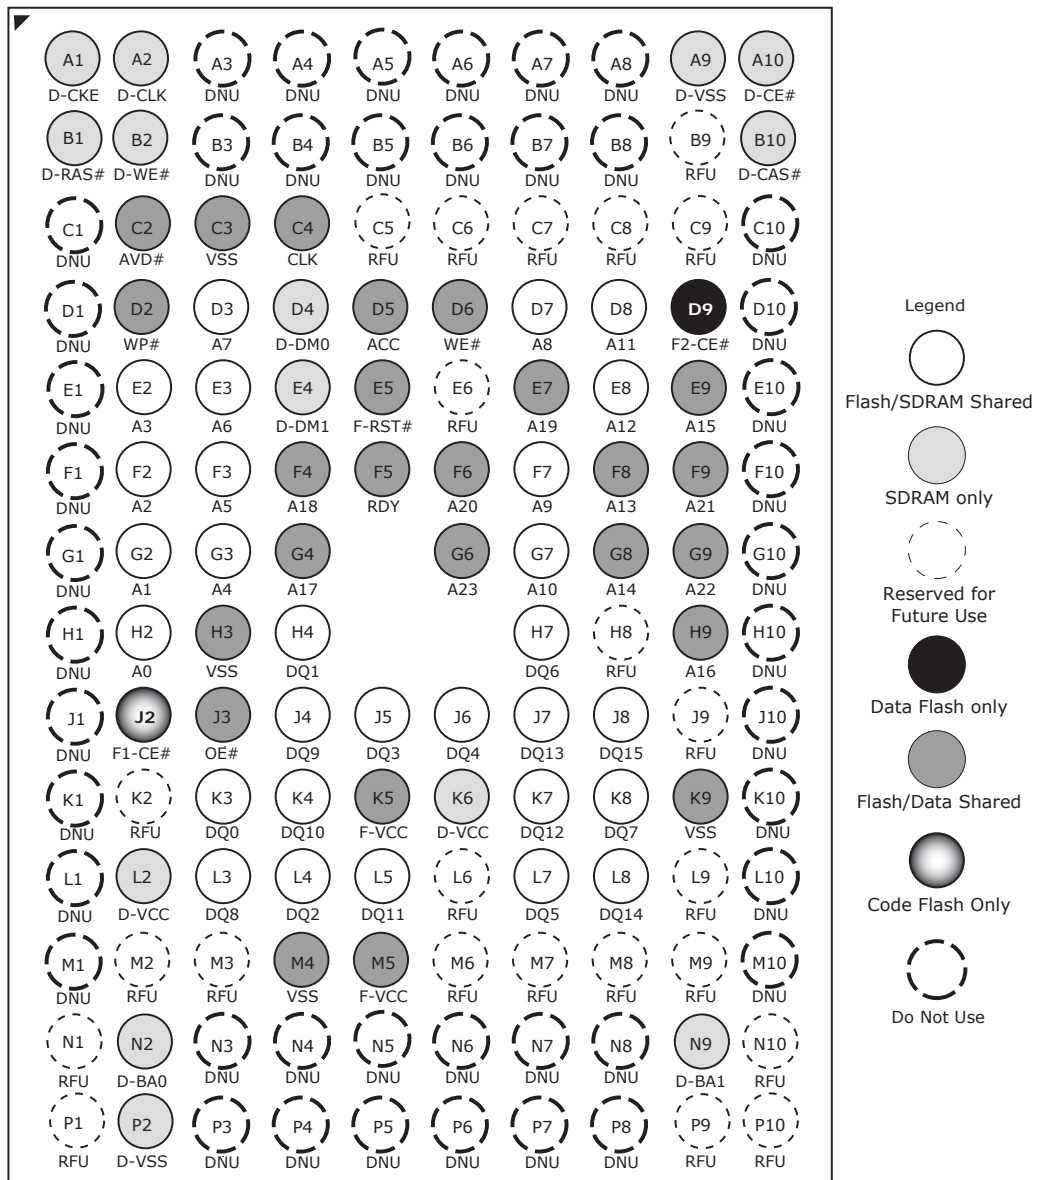 A1 A2 A3 A4 A5 A6 A7 A8 A9 A10
D-CKE D-CLK DNU DNU DNU DNU DNU DNU D-VSS D-CE#
B1 B2 B3 B4 B5 B6 B7 B8 B9 B10
D-RAS# D-WE# DNU DNU DNU DNU DNU DNU RFU D-CAS#
C1 C2 C3 C4 C5 C6 C7 C8 C9 C10
DNU AVD# VSS CLK RFU RFU RFU RFU RFU DNU
D1 D2 D3 D4 D5 D6 D7 D8 D9 D10
DNU WP# A7 D-DM0 ACC WE# A8 A11 F2-CE# DNU
E1 E2 E3 E4 E5 E6 E7 E8 E9 E10
DNU A3 A6 D-DM1 F-RST# RFU A19 A12 A15 DNU
F1 F2 F3 F4 F5 F6 F7 F8 F9 F10
DNU A2 A5 A18 RDY A20 A9 A13 A21 DNU
G1 G2 G3 G4 G6 G7 G8 G9 G10
DNU A1 A4 A17 A23 A10 A14 A22 DNU
H1 H2 H3 H4 H7 H8 H9 H10
DNU A0 VSS DQ1 DQ6 RFU A16 DNU
J1 J2 J3 J4 J5 J6 J7 J8 J9 J10
DNU F1-CE# OE# DQ9 DQ3 DQ4 DQ13 DQ15 RFU DNU
K1 K2 K3 K4 K5 K6 K7 K8 K9 K10
DNU RFU DQ0 DQ10 F-VCC D-VCC DQ12 DQ7 VSS DNU
L1 L2 L3 L4 L5 L6 L7 L8 L9 L10
DNU D-VCC DQ8 DQ2 DQ11 RFU DQ5 DQ14 RFU DNU
M1 M2 M3 M4 M5 M6 M7 M8 M9 M10
DNU RFU RFU VSS F-VCC RFU RFU RFU RFU DNU
N1 N2 N3 N4 N5 N6 N7 N8 N9 N10
RFU D-BA0 DNU DNU DNU DNU DNU DNU D-BA1 RFU
P1 P2 P3 P4 P5 P6 P7 P8 P9 P10
RFU D-VSS DNU DNU DNU DNU DNU DNU RFU RFU
Legend
Flash/SDRAM Shared
SDRAM only
Reserved for
Future Use
Data Flash only
Flash/Data Shared
Code Flash Only
Do Not Use